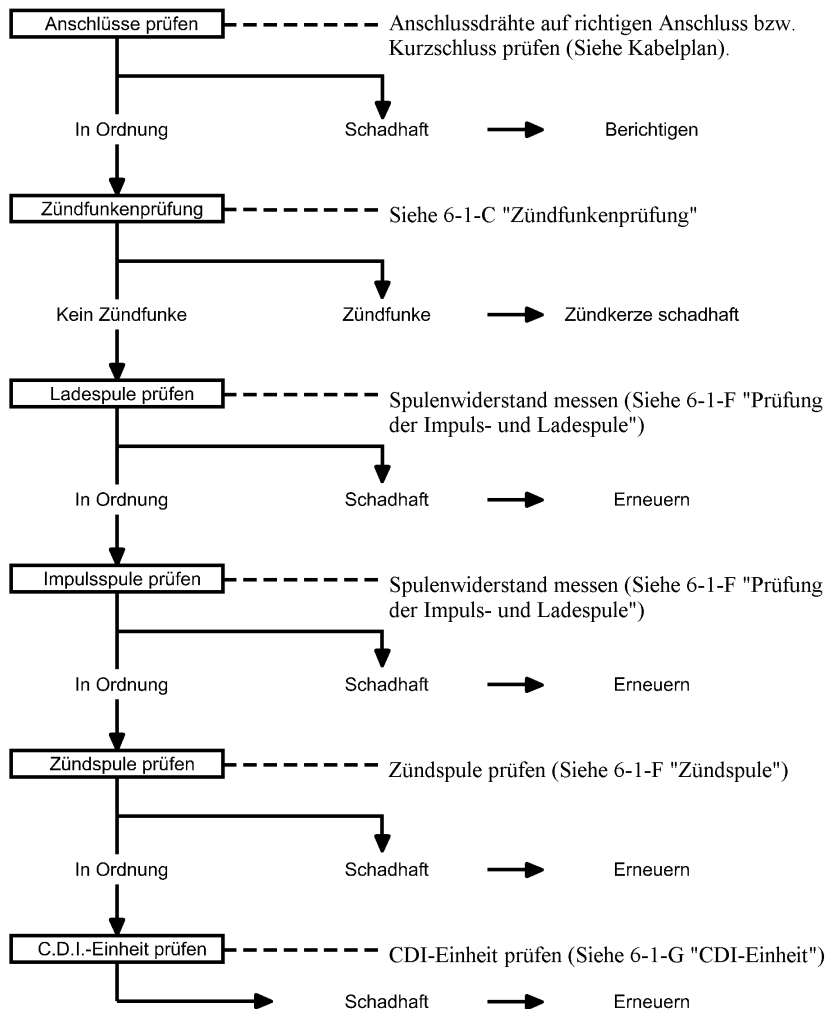 Anschlüsse prüfen
Anschlussdrähte auf richtigen Anschluss bzw.
Kurzschluss prüfen (Siehe Kabelplan).
In Ordnung
Schadhaft
Berichtigen
Zündfunkenprüfung
Siehe 6-1-C "Zündfunkenprüfung"
Kein Zündfunke
Zündfunke
Zündkerze schadhaft
Ladespule prüfen
Spulenwiderstand messen (Siehe 6-1-F "Prüfung
der Impuls- und Ladespule")
In Ordnung
Schadhaft
Erneuern
Impulsspule prüfen
Spulenwiderstand messen (Siehe 6-1-F "Prüfung
der Impuls- und Ladespule")
In Ordnung
Schadhaft
Erneuern
Zündspule prüfen
Zündspule prüfen (Siehe 6-1-F "Zündspule")
In Ordnung
Schadhaft
Erneuern
C.D.I.-Einheit prüfen
CDI-Einheit prüfen (Siehe 6-1-G "CDI-Einheit")
Schadhaft
Erneuern